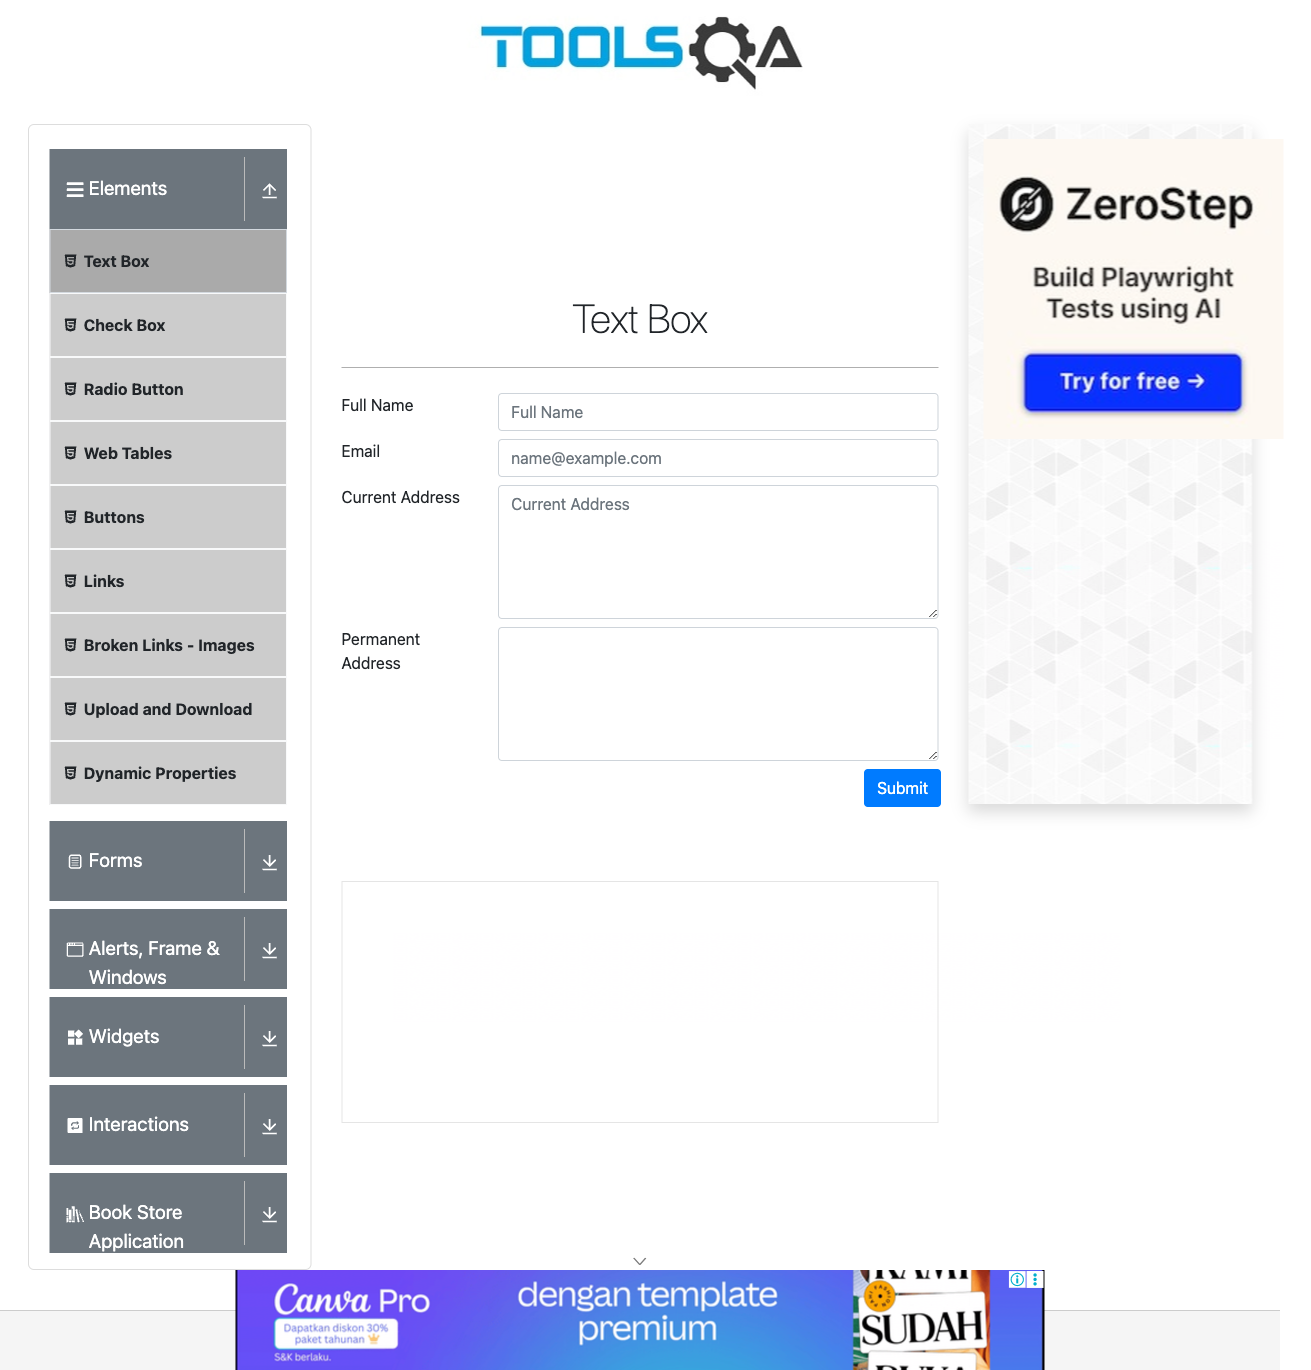 TOOLSQA
Elements
Text Box
Check Box
Radio Button
Web Tables
Buttons
Links
Broken Links - Images
Upload and Download
Dynamic Properties
Forms
Alerts, Frame &
Windows
Widgets
Interactions
Book Store
Application
Text Box
Full Name
Full Name
Email
name@example.com
Current Address
Current Address
Permanent
Address
Submit
ZeroStep
Build Playwright
Tests using AI
Try for free →
Canva Pro
Dapatkan diskon 30%
paket tahunan
S&K berlaku.
dengan template
premium
SUDAH